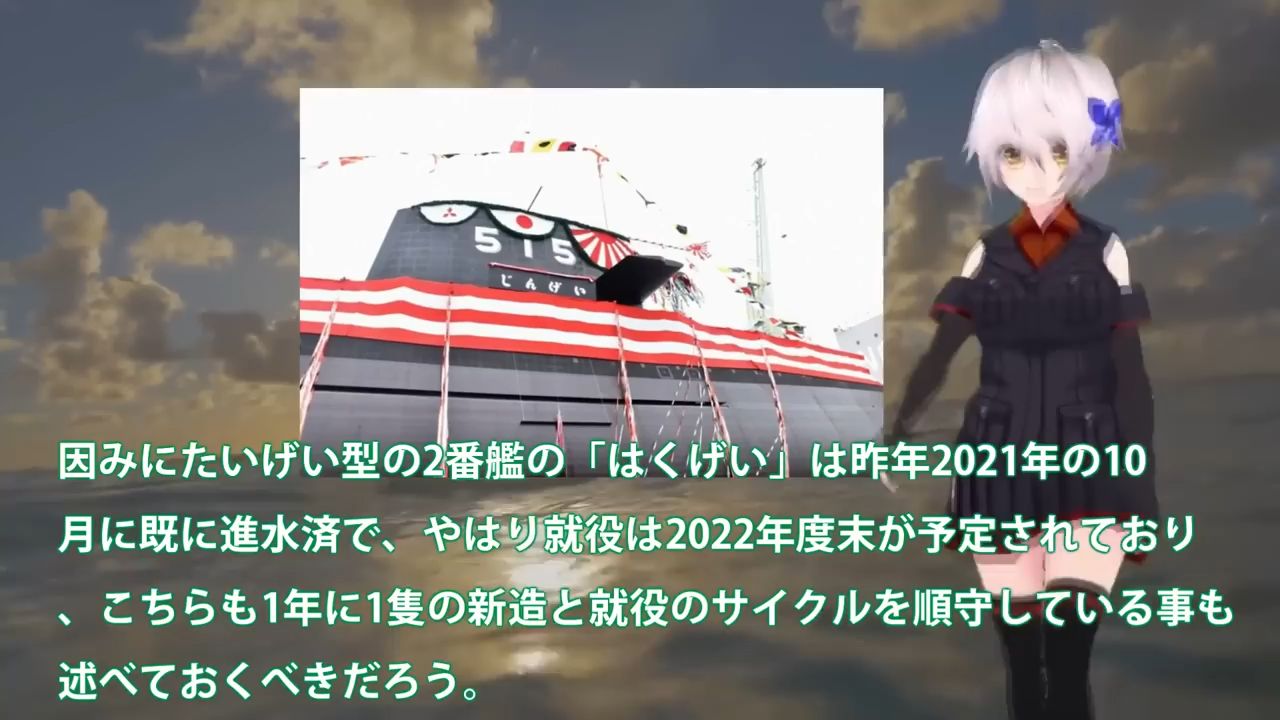 515
じんげい
因みにたいげい型の2番艦の「はくげい」は昨年2021年の10
月に既に進水済で、やはり就役は2022年度末が予定されており
、こちらも1年に1隻の新造と就役のサイクルを順守している事も
述べておくべきだろう。